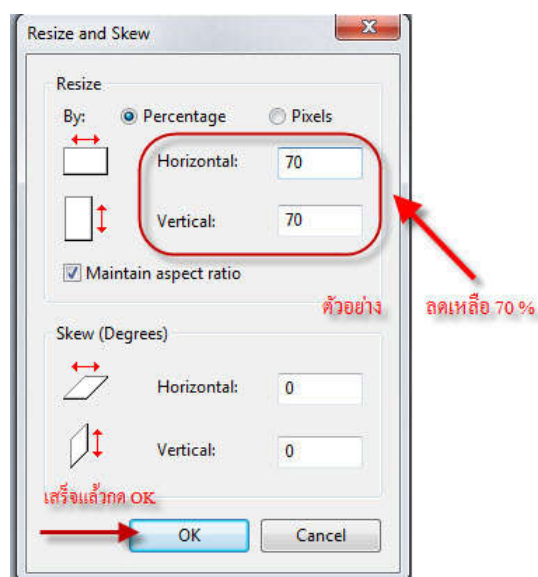 Resize and Skew
Resize
By: Percentage Pixels
Horizontal: 70
Vertical: 70
Maintain aspect ratio
ตัวอย่าง ลดเหลือ 70 %
Skew (Degrees)
Horizontal: 0
Vertical: 0
เสร็จแล้วกด OK
OK Cancel